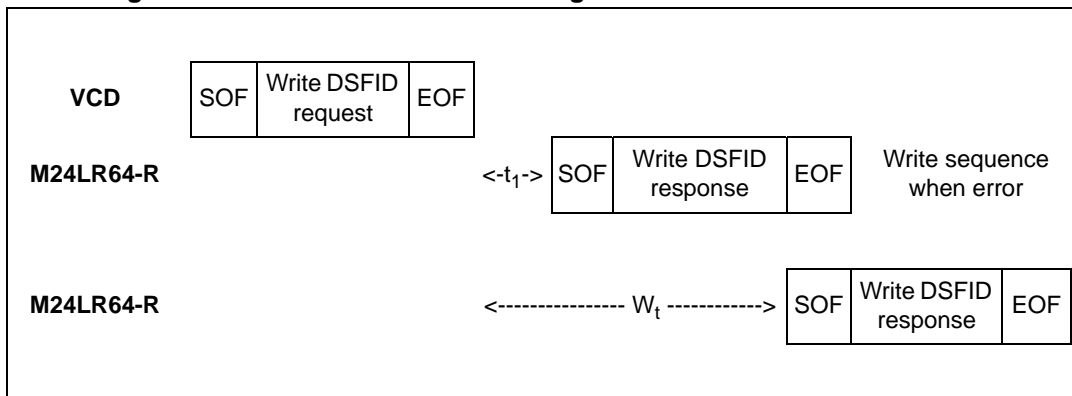 VCD SOF Write DSFID request EOF
M24LR64-R <-t1-> SOF Write DSFID response EOF Write sequence when error
M24LR64-R <---------------- Wt ------------> SOF Write DSFID response EOF